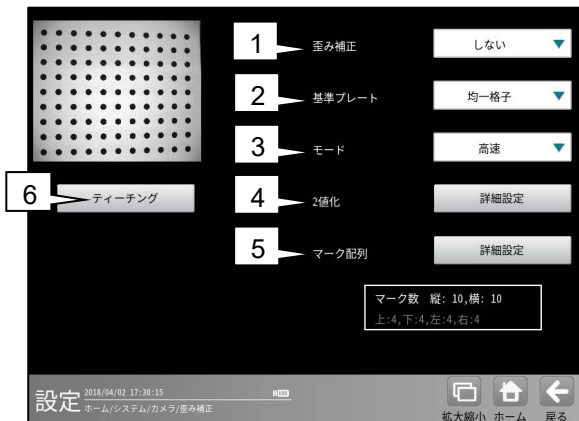 1 歪み補正 しない
2 基準プレート 均一格子
3 モード 高速
6 ティーチング
4 2値化 詳細設定
5 マーク配列 詳細設定
マーク数 縦: 10,横: 10
上:4,下:4,左:4,右:4
設定 2018/04/02 17:30:15
ホーム/システム/カメラ/歪み補正
拡大縮小 ホーム 戻る